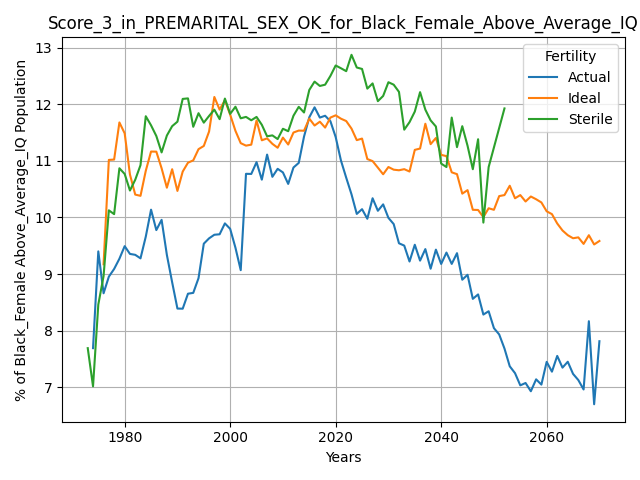 Score_3_in_PREMARITAL_SEX_OK_for_Black_Female_Above_Average_IQ
% of Black_Female Above_Average_IQ Population
13
12
11
10
9
8
7
Fertility
Actual
Ideal
Sterile
1980
2000
2020
2040
2060
Years